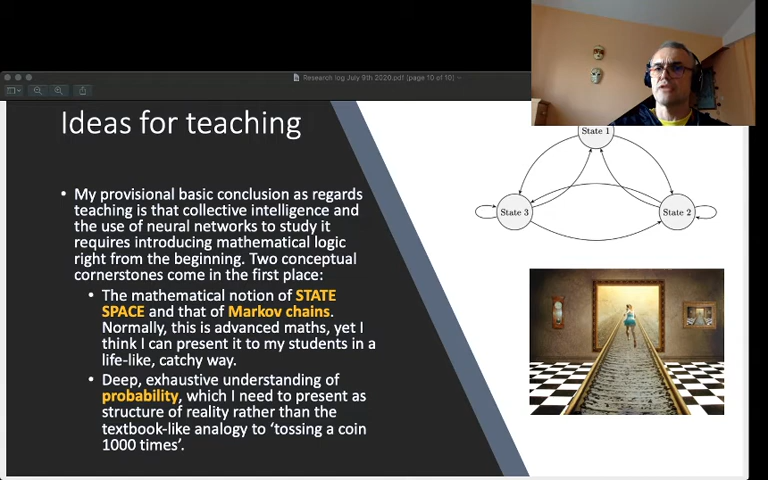 Research log July 9th 2020.pdf (page 10 of 10)
Ideas for teaching
• My provisional basic conclusion as regards
teaching is that collective intelligence and
the use of neural networks to study it
requires introducing mathematical logic
right from the beginning. Two conceptual
cornerstones come in the first place:
• The mathematical notion of STATE
SPACE and that of Markov chains.
Normally, this is advanced maths, yet I
think I can present it to my students in a
life-like, catchy way.
• Deep, exhaustive understanding of
probability, which I need to present as
structure of reality rather than the
textbook-like analogy to ‘tossing a coin
1000 times’.
State 1
State 3
State 2